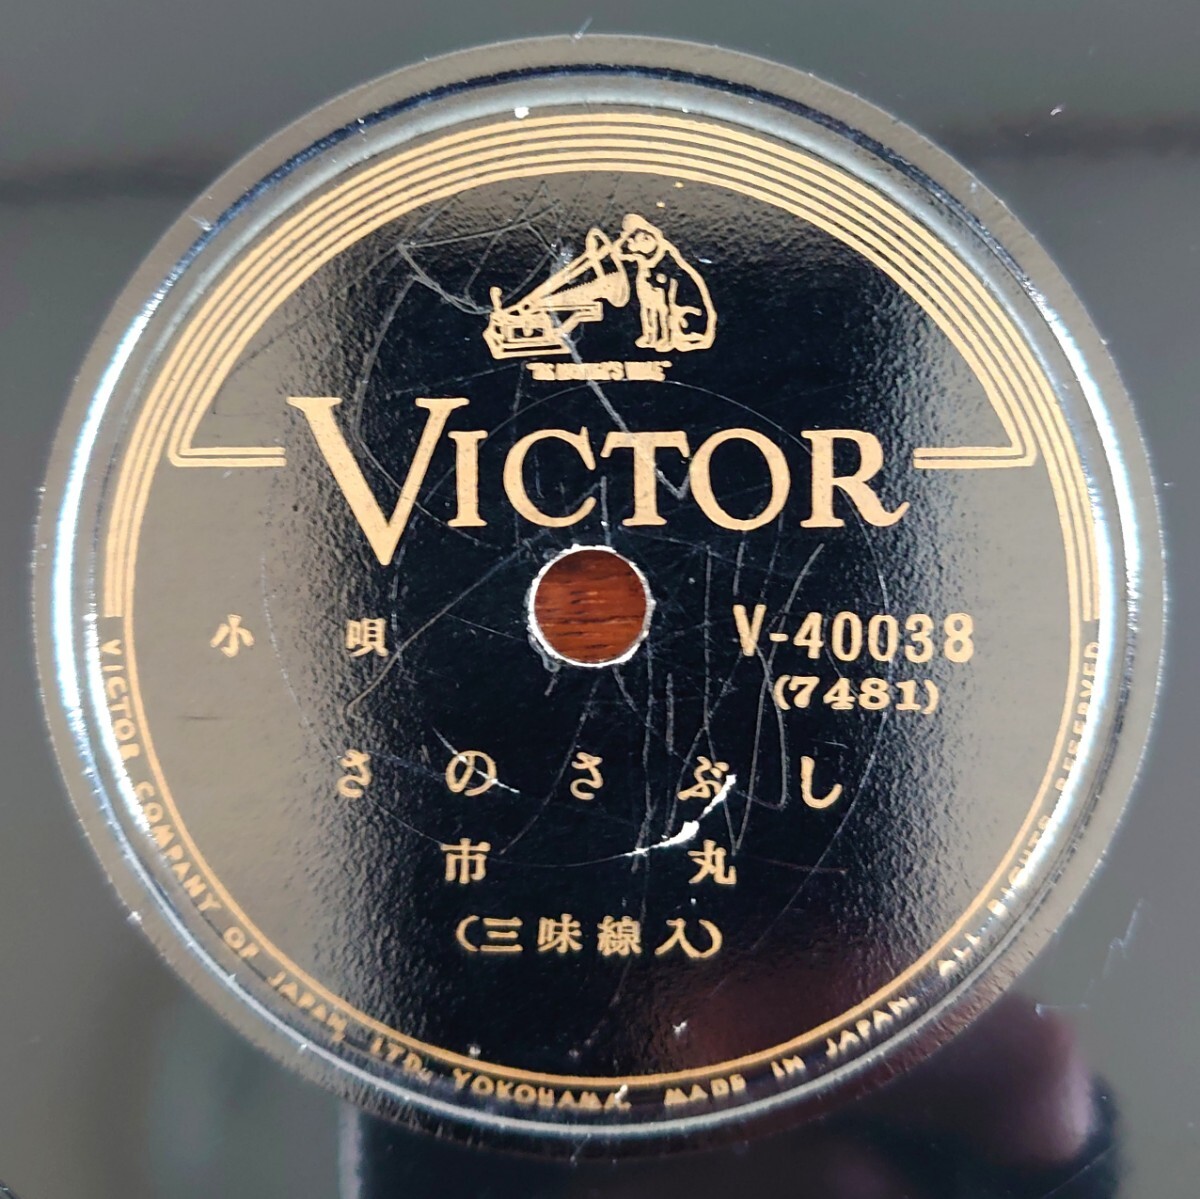 "HIS MASTER'S VOICE"
VICTOR
小唄
V-40038
(7481)
さのさぶし
市丸
(三味線入)
VICTOR COMPANY OF JAPAN, LTD., YOKOHAMA, MADE IN JAPAN. ALL RIGHTS RESERVED